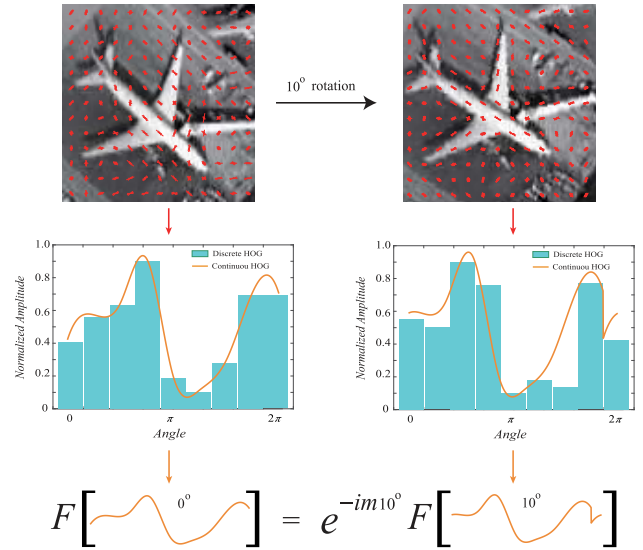 10° rotation
1.0
0.8
0.6
0.4
0.2
0
Normalized Amplitude
Discrete HOG
Continuou HOG
0
π
2π
Angle
1.0
0.8
0.6
0.4
0.2
0
Normalized Amplitude
Discrete HOG
Continuou HOG
0
π
2π
Angle
F[ 0° ] = e^{-im10°} F[ 10° ]